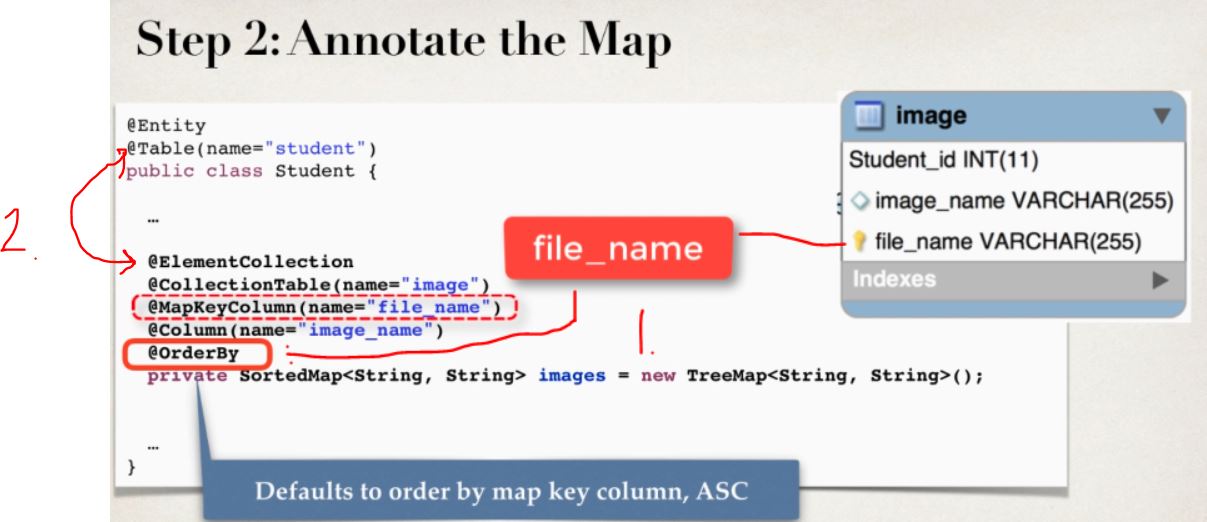 Step 2: Annotate the Map
@Entity
@Table(name="student")
public class Student {
…
@ElementCollection
@CollectionTable(name="image")
@MapKeyColumn(name="file_name")
@Column(name="image_name")
@OrderBy
private SortedMap<String, String> images = new TreeMap<String, String>();
…
}
Defaults to order by map key column, ASC
file_name
image
Student_id INT(11)
image_name VARCHAR(255)
file_name VARCHAR(255)
Indexes
1.
2.